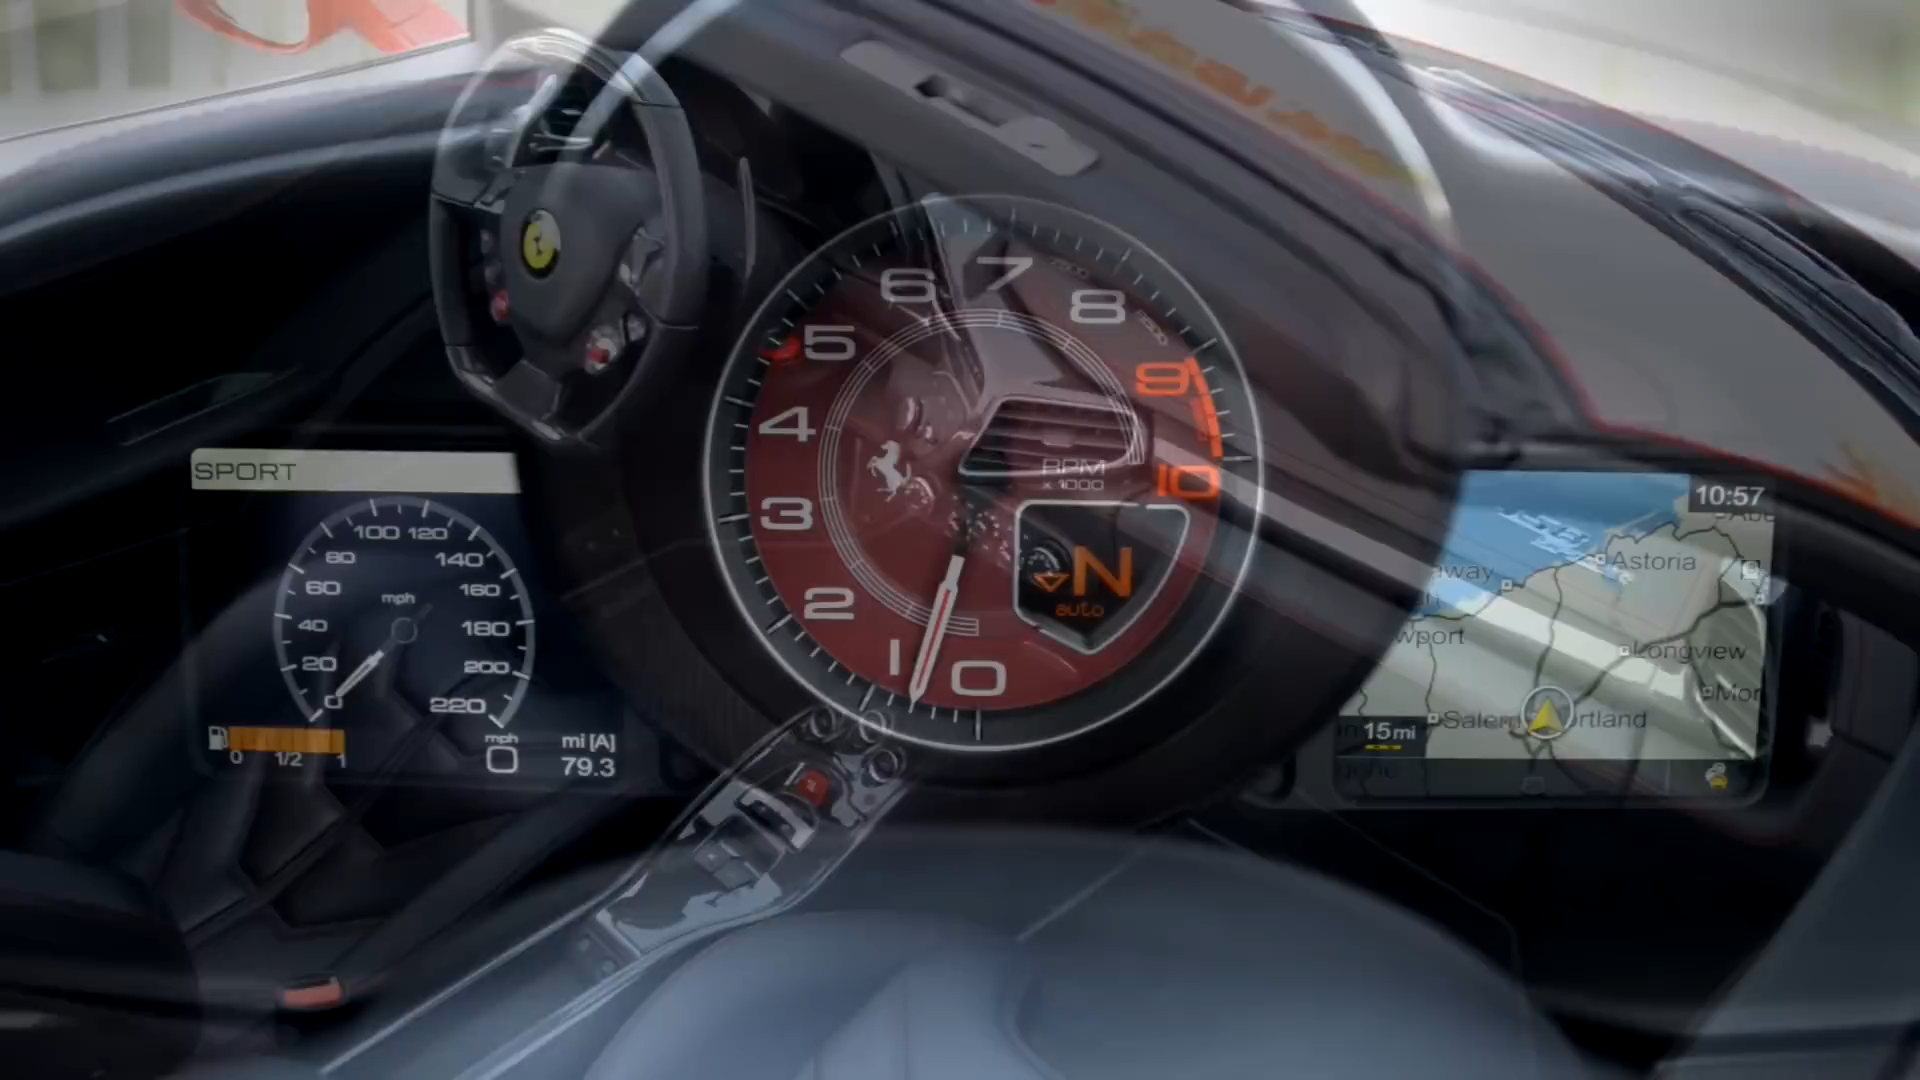 SPORT
100 120
80
140
60
mph
160
40
180
20
200
0
220
0
1/2
1
mph
0
mi [A]
79.3
6
7
8
5
9
4
RPM
x 1000
10
3
N
auto
2
1
0
10:57
Astoria
Longview
Salem
15mi